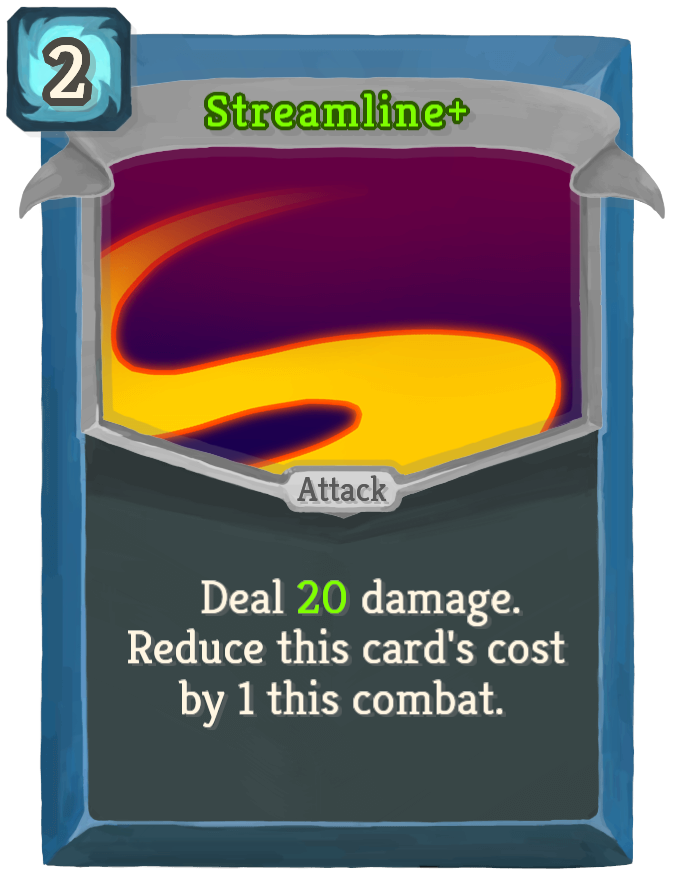 2
Streamline+
Attack
Deal 20 damage.
Reduce this card's cost
by 1 this combat.